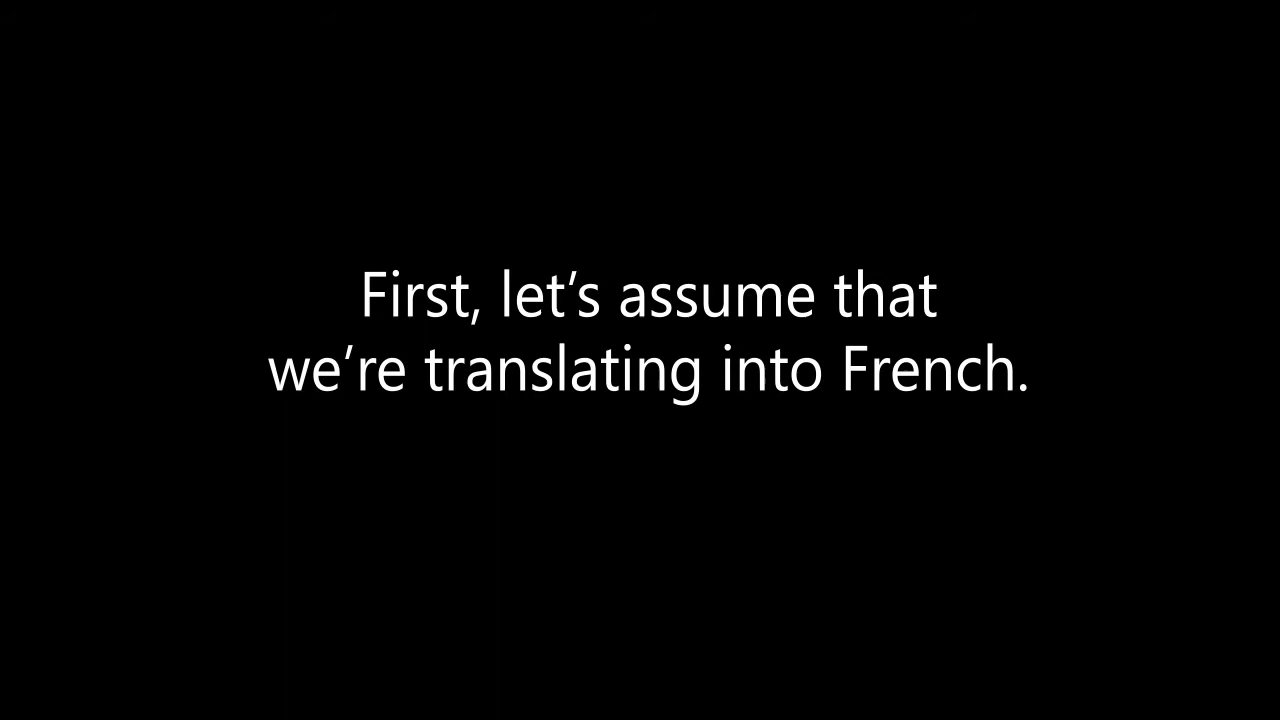 First, let’s assume that
we’re translating into French.